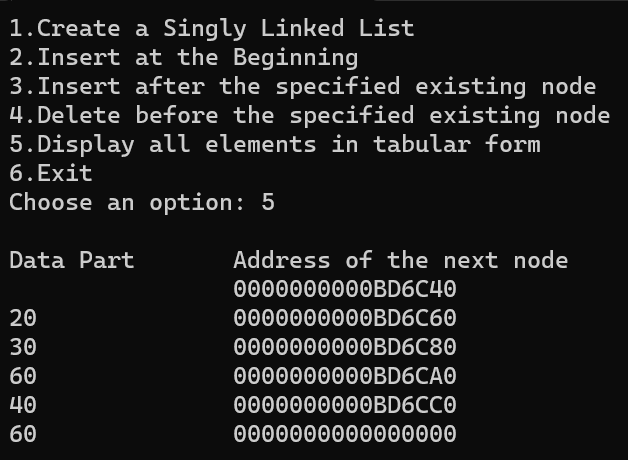 1.Create a Singly Linked List
2.Insert at the Beginning
3.Insert after the specified existing node
4.Delete before the specified existing node
5.Display all elements in tabular form
6.Exit
Choose an option: 5

Data Part       Address of the next node
                0000000000BD6C40
20              0000000000BD6C60
30              0000000000BD6C80
60              0000000000BD6CA0
40              0000000000BD6CC0
60              0000000000000000